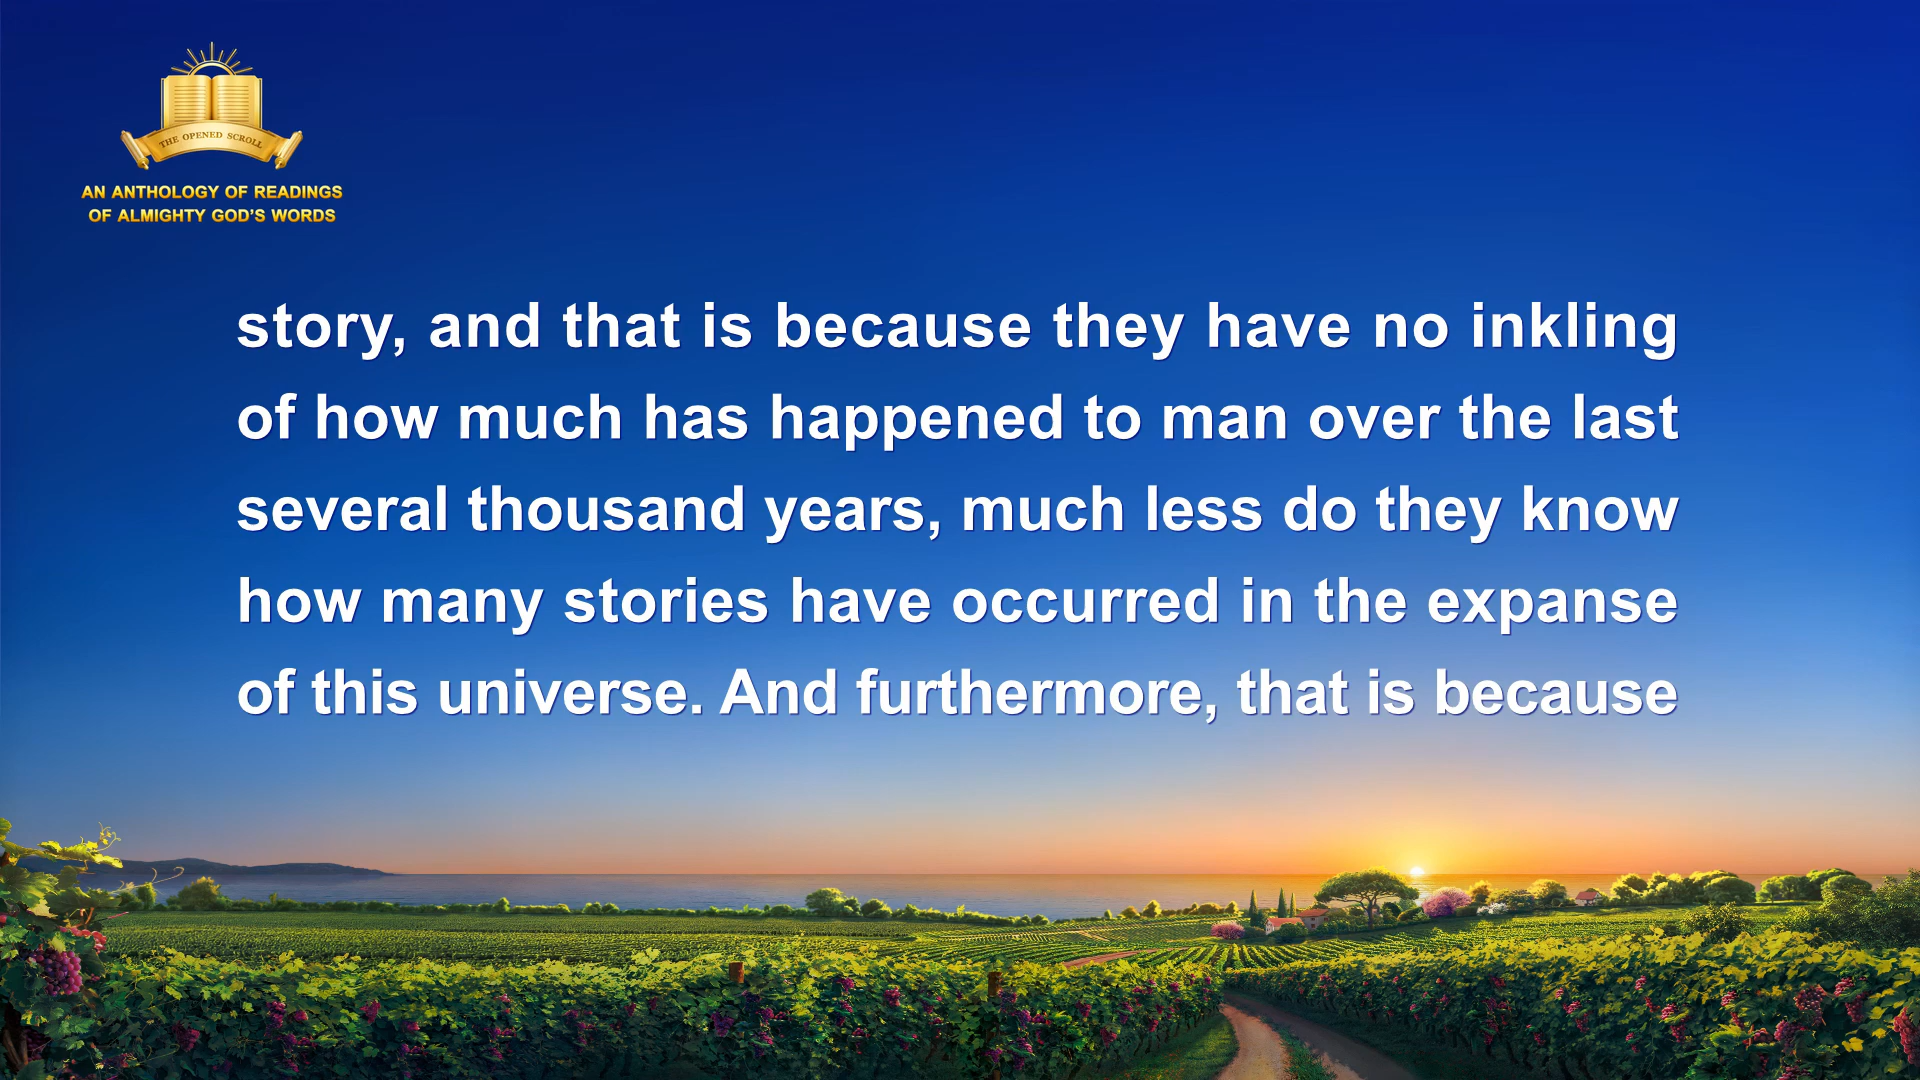 THE OPENED SCROLL
AN ANTHOLOGY OF READINGS
OF ALMIGHTY GOD'S WORDS
story, and that is because they have no inkling
of how much has happened to man over the last
several thousand years, much less do they know
how many stories have occurred in the expanse
of this universe. And furthermore, that is because